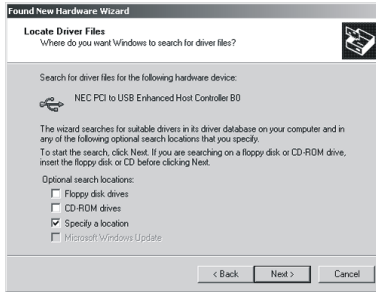 Found New Hardware Wizard
Locate Driver Files
Where do you want Windows to search for driver files?
Search for driver files for the following hardware device:
NEC PCI to USB Enhanced Host Controller B0
The wizard searches for suitable drivers in its driver database on your computer and in
any of the following optional search locations that you specify.
To start the search, click Next. If you are searching on a floppy disk or CD-ROM drive,
insert the floppy disk or CD before clicking Next.
Optional search locations:
Floppy disk drives
CD-ROM drives
Specify a location
Microsoft Windows Update
< Back Next > Cancel